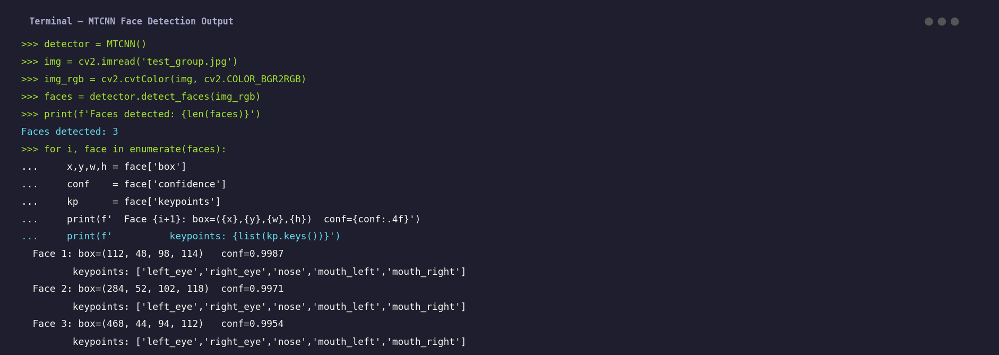 Terminal — MTCNN Face Detection Output
>>> detector = MTCNN()
>>> img = cv2.imread('test_group.jpg')
>>> img_rgb = cv2.cvtColor(img, cv2.COLOR_BGR2RGB)
>>> faces = detector.detect_faces(img_rgb)
>>> print(f'Faces detected: {len(faces)}')
Faces detected: 3
>>> for i, face in enumerate(faces):
...     x,y,w,h = face['box']
...     conf    = face['confidence']
...     kp      = face['keypoints']
...     print(f'  Face {i+1}: box=({x},{y},{w},{h})  conf={conf:.4f}')
...     print(f'          keypoints: {list(kp.keys())}')
  Face 1: box=(112, 48, 98, 114)   conf=0.9987
         keypoints: ['left_eye','right_eye','nose','mouth_left','mouth_right']
  Face 2: box=(284, 52, 102, 118)  conf=0.9971
         keypoints: ['left_eye','right_eye','nose','mouth_left','mouth_right']
  Face 3: box=(468, 44, 94, 112)   conf=0.9954
         keypoints: ['left_eye','right_eye','nose','mouth_left','mouth_right']